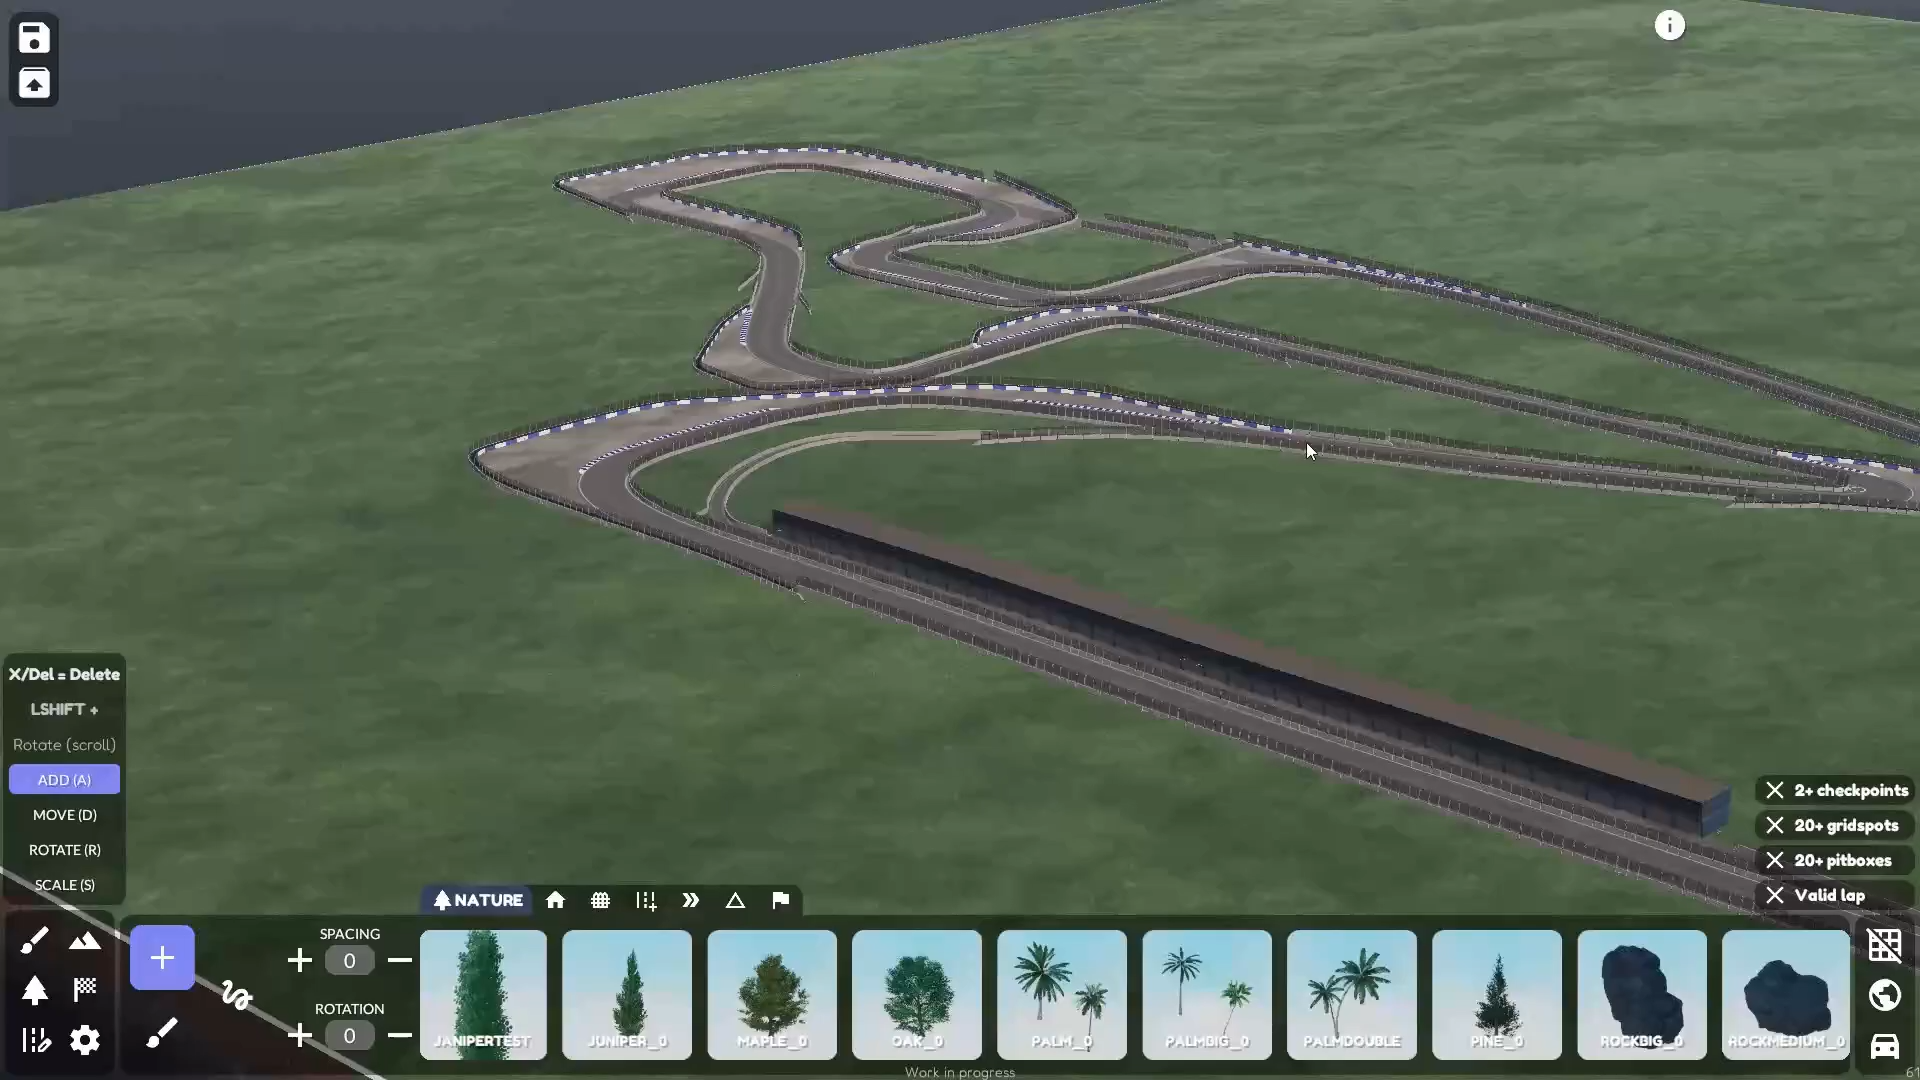 X/Del = Delete
LSHIFT +
Rotate (scroll)
ADD (A)
MOVE (D)
ROTATE (R)
SCALE (S)
2+ checkpoints
20+ gridspots
20+ pitboxes
Valid lap
NATURE
SPACING
0
ROTATION
0
JANIPERTEST
JUNIPER_0
MAPLE_0
OAK_0
PALM_0
PALMBIG_0
PALMDOUBLE
PINE_0
ROCKBIG_0
ROCKMEDIUM_0
Work in progress
61